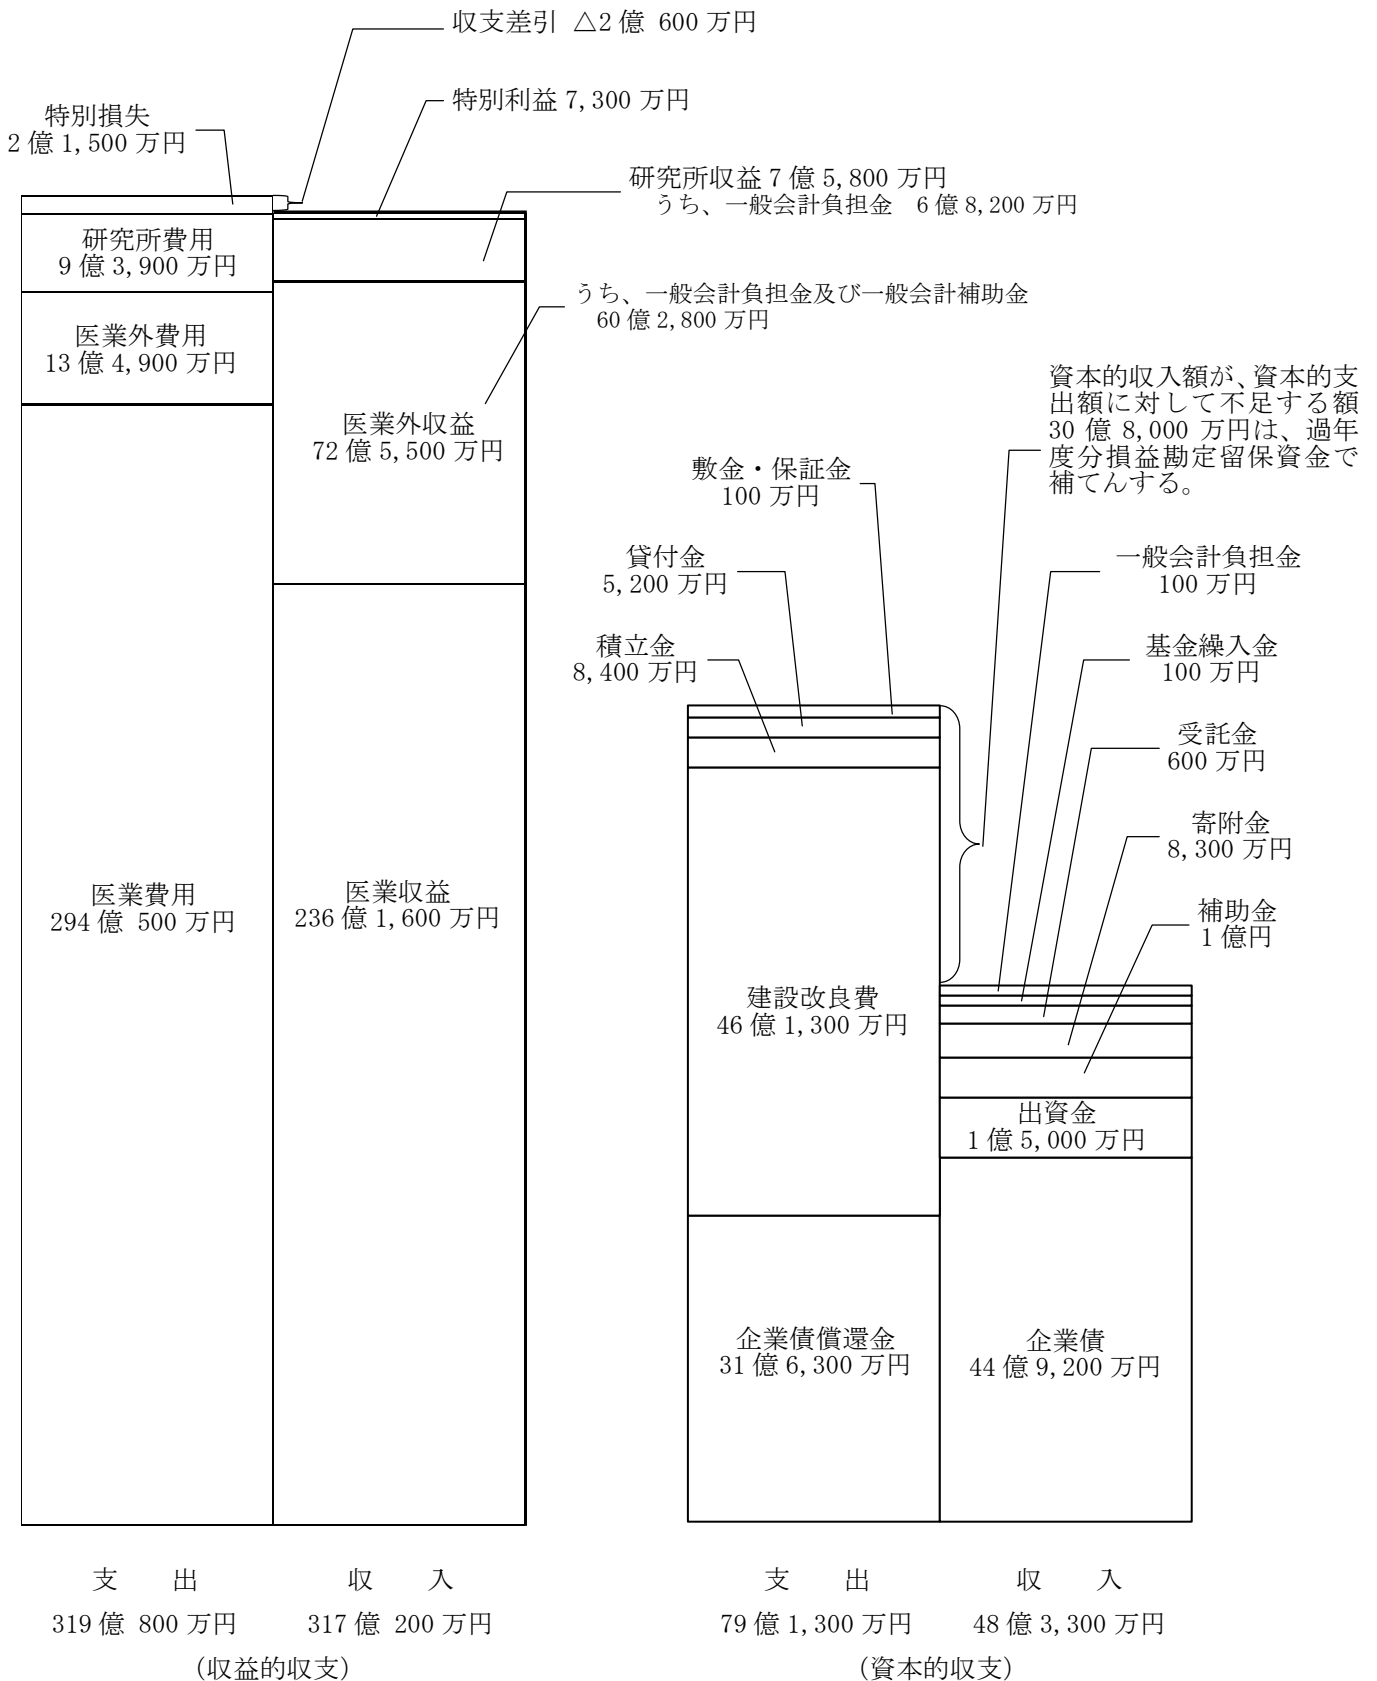 収支差引 △2億 600万円
特別利益 7,300万円
特別損失
2億1,500万円
研究所収益 7億5,800万円
うち、一般会計負担金 6億8,200万円
研究所費用
9億3,900万円
うち、一般会計負担金及び一般会計補助金
60億2,800万円
医業外費用
13億4,900万円
医業外収益
72億5,500万円
医業費用
294億 500万円
医業収益
236億1,600万円
支 出
319億 800万円
収 入
317億 200万円
(収益的収支)
資本的収入額が、資本的支
出額に対して不足する額
30億8,000万円は、過年
度分損益勘定留保資金で
補てんする。
敷金・保証金
100万円
貸付金
5,200万円
積立金
8,400万円
一般会計負担金
100万円
基金繰入金
100万円
受託金
600万円
寄附金
8,300万円
補助金
1億円
建設改良費
46億1,300万円
出資金
1億5,000万円
企業債償還金
31億6,300万円
企業債
44億9,200万円
支 出
79億1,300万円
収 入
48億3,300万円
(資本的収支)